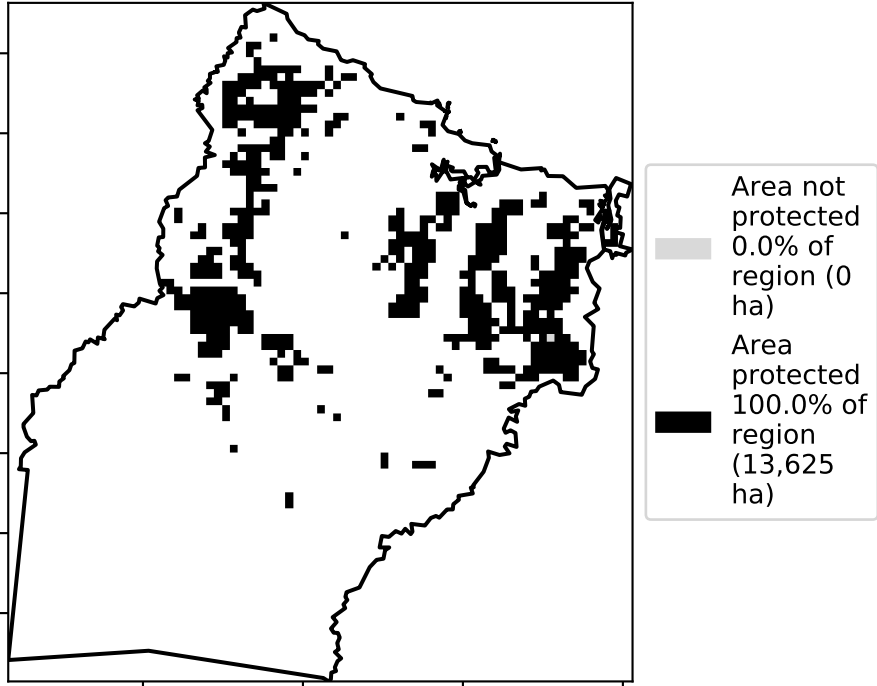 Area not
protected
0.0% of
region (0
ha)
Area
protected
100.0% of
region
(13,625
ha)